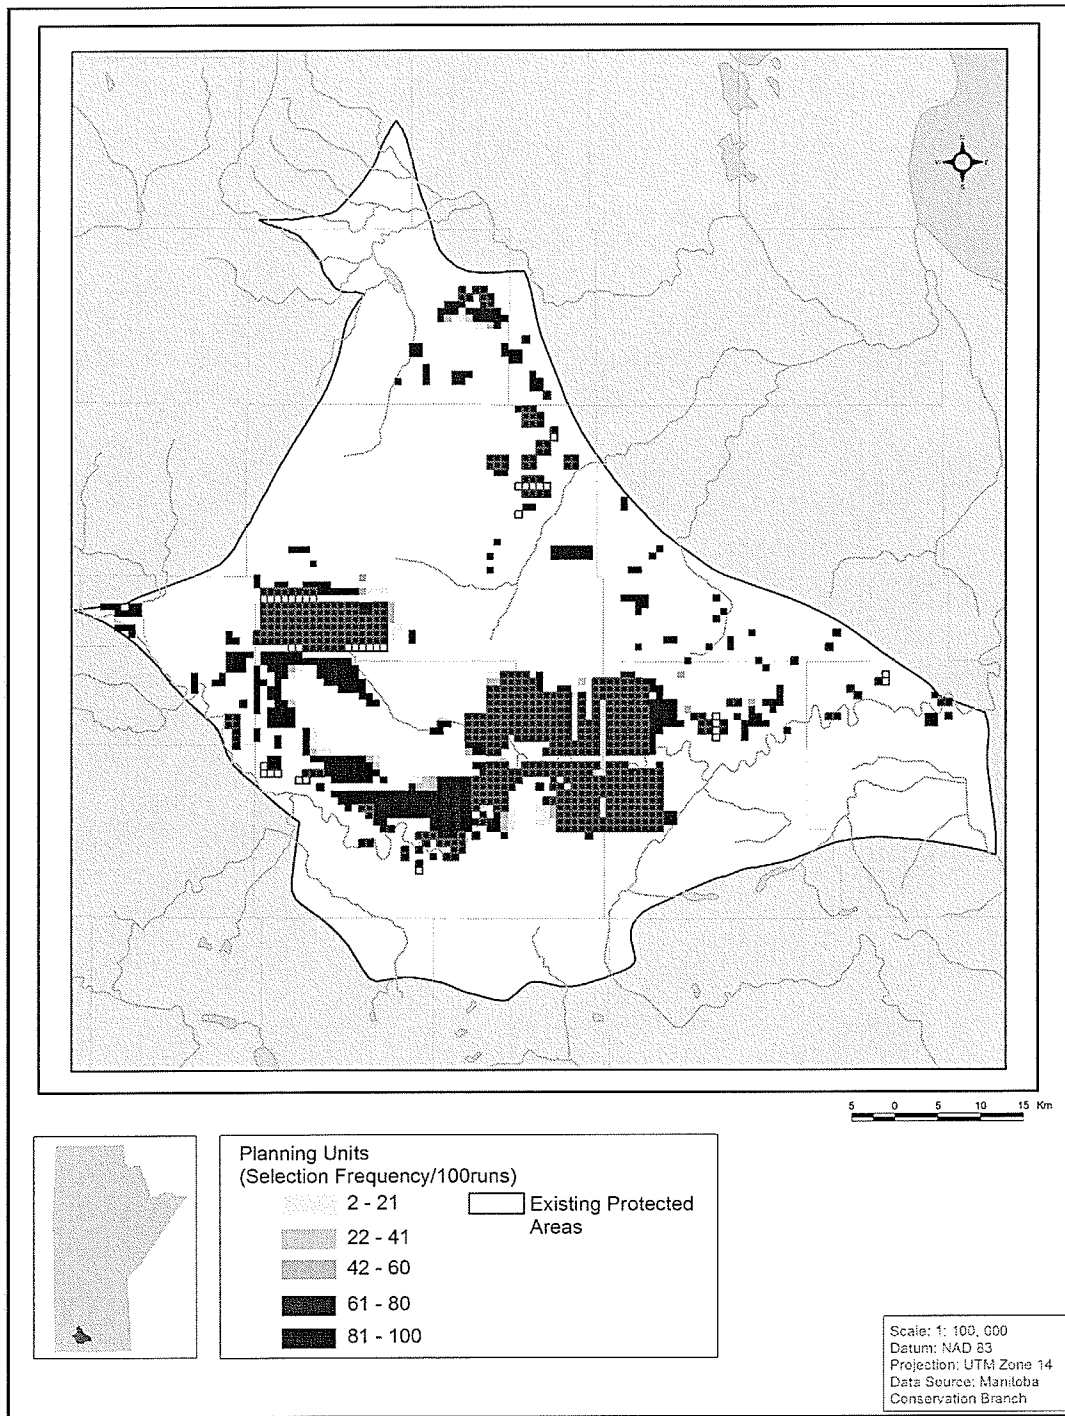 5 0 5 10 15 Km
Planning Units
(Selection Frequency/100runs)
2 - 21
22 - 41
42 - 60
61 - 80
81 - 100
Existing Protected
Areas
Scale: 1: 100, 000
Datum: NAD 83
Projection: UTM Zone 14
Data Source: Manitoba
Conservation Branch